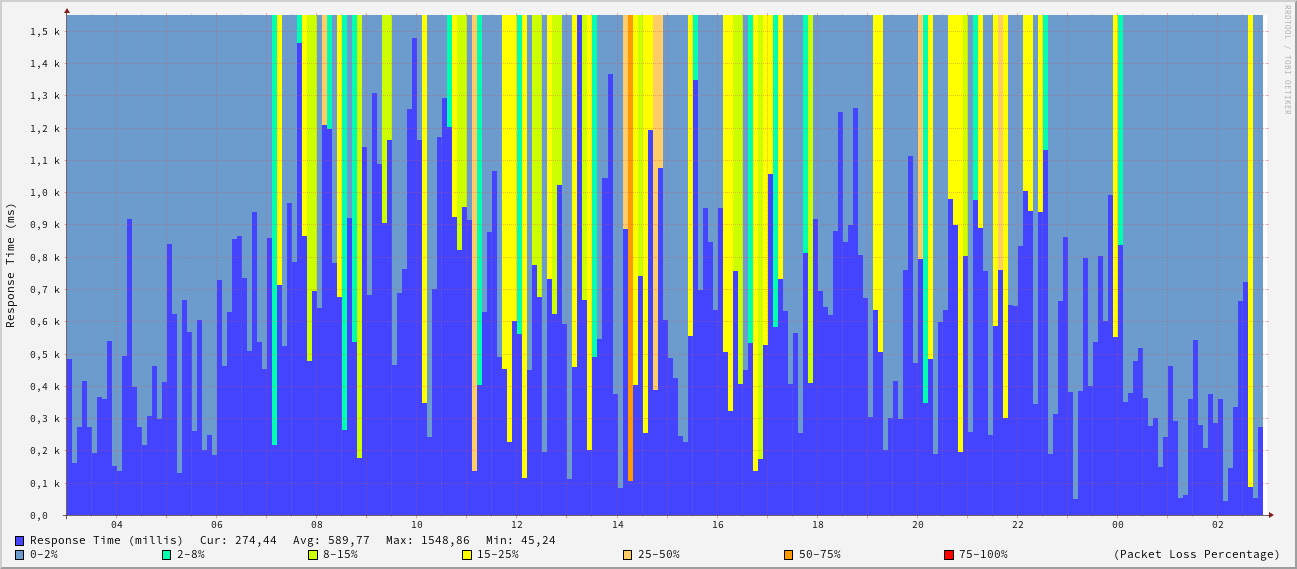 RRDTOOL / TOBI OETIKER
Response Time (ms)
1,5 k
1,4 k
1,3 k
1,2 k
1,1 k
1,0 k
0,9 k
0,8 k
0,7 k
0,6 k
0,5 k
0,4 k
0,3 k
0,2 k
0,1 k
0,0
04 06 08 10 12 14 16 18 20 22 00 02
Response Time (millis) Cur: 274,44 Avg: 589,77 Max: 1548,86 Min: 45,24
0-2% 2-8% 8-15% 15-25% 25-50% 50-75% 75-100% (Packet Loss Percentage)